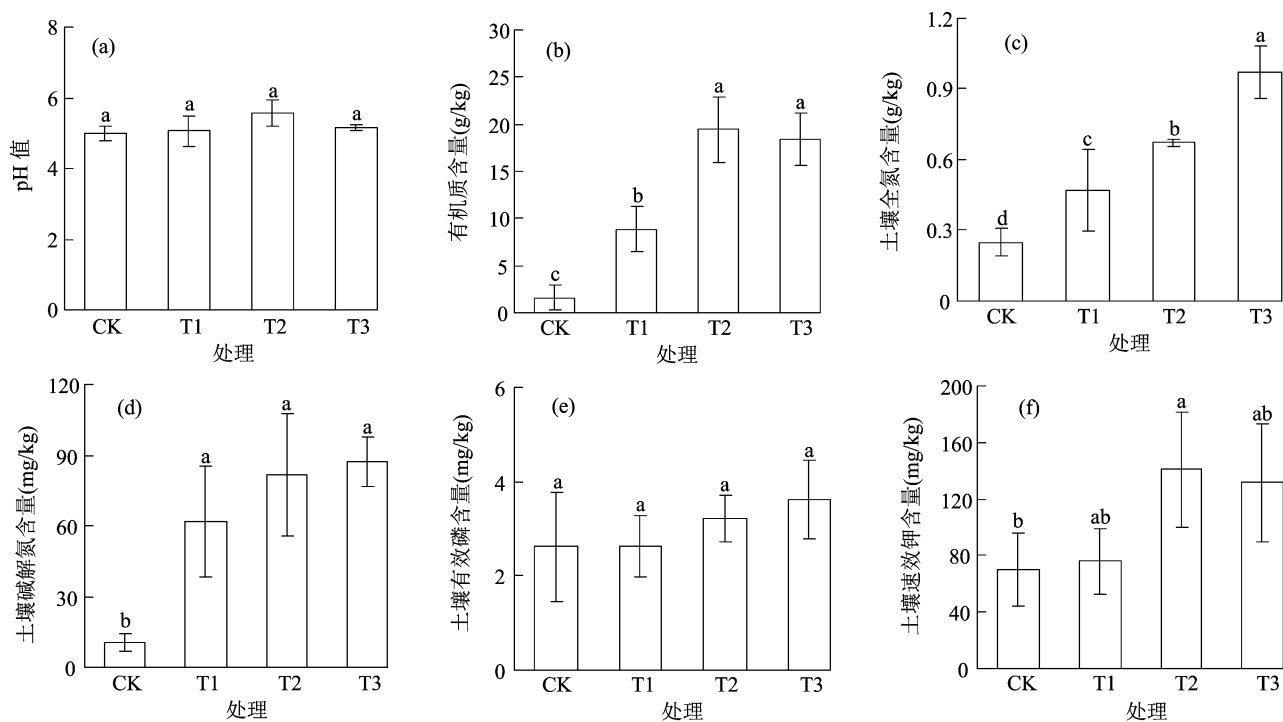 (a)
pH 值
8
6
4
2
0
a
a
a
a
CK
T1
T2
T3
处理
(b)
有机质含量(g/kg)
30
25
20
15
10
5
0
c
b
a
a
CK
T1
T2
T3
处理
(c)
土壤全氮含量(g/kg)
1.2
0.9
0.6
0.3
0
d
c
b
a
CK
T1
T2
T3
处理
(d)
土壤碱解氮含量(mg/kg)
120
90
60
30
0
b
a
a
a
CK
T1
T2
T3
处理
(e)
土壤有效磷含量(mg/kg)
6
4
2
0
a
a
a
a
CK
T1
T2
T3
处理
(f)
土壤速效钾含量(mg/kg)
200
160
120
80
40
0
b
ab
a
ab
CK
T1
T2
T3
处理